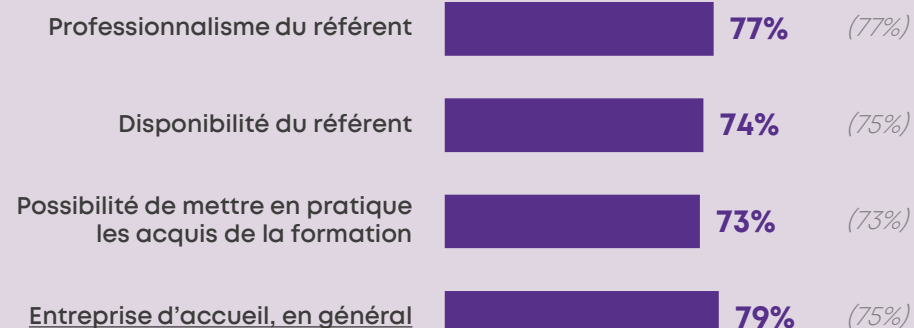 Professionnalisme du référent 77% (77%)
Disponibilité du référent 74% (75%)
Possibilité de mettre en pratique
les acquis de la formation 73% (73%)
Entreprise d'accueil, en général 79% (75%)